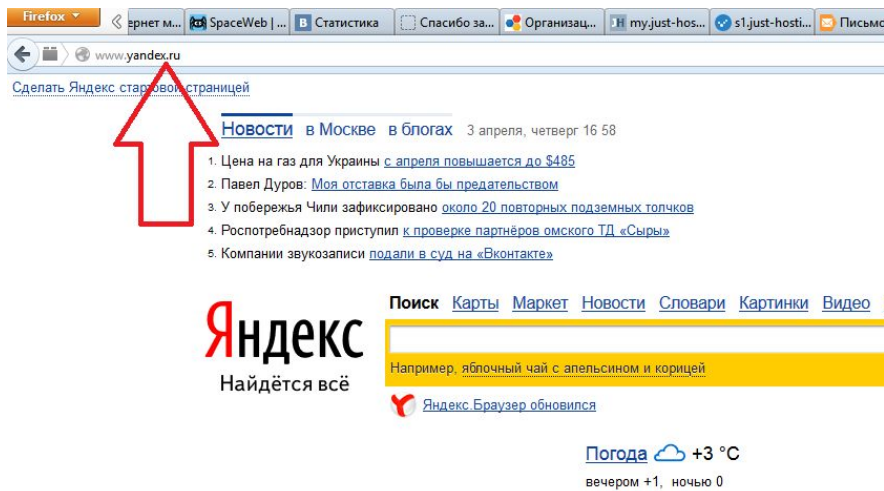 Firefox
ернет м... SpaceWeb | ... Статистика Спасибо за... Организац... my.just-hos... s1.just-hosti... Письмо
www.yandex.ru
Сделать Яндекс стартовой страницей
Новости в Москве в блогах 3 апреля, четверг 16 58
1. Цена на газ для Украины с апреля повышается до $485
2. Павел Дуров: Моя отставка была бы предательством
3. У побережья Чили зафиксировано около 20 повторных подземных толчков
4. Роспотребнадзор приступил к проверке партнёров омского ТД «Сыры»
5. Компании звукозаписи подали в суд на «Вконтакте»
Поиск Карты Маркет Новости Словари Картинки Видео
Яндекс
Найдётся всё
Например, яблочный чай с апельсином и корицей
Яндекс.Браузер обновился
Погода +3 °C
вечером +1, ночью 0